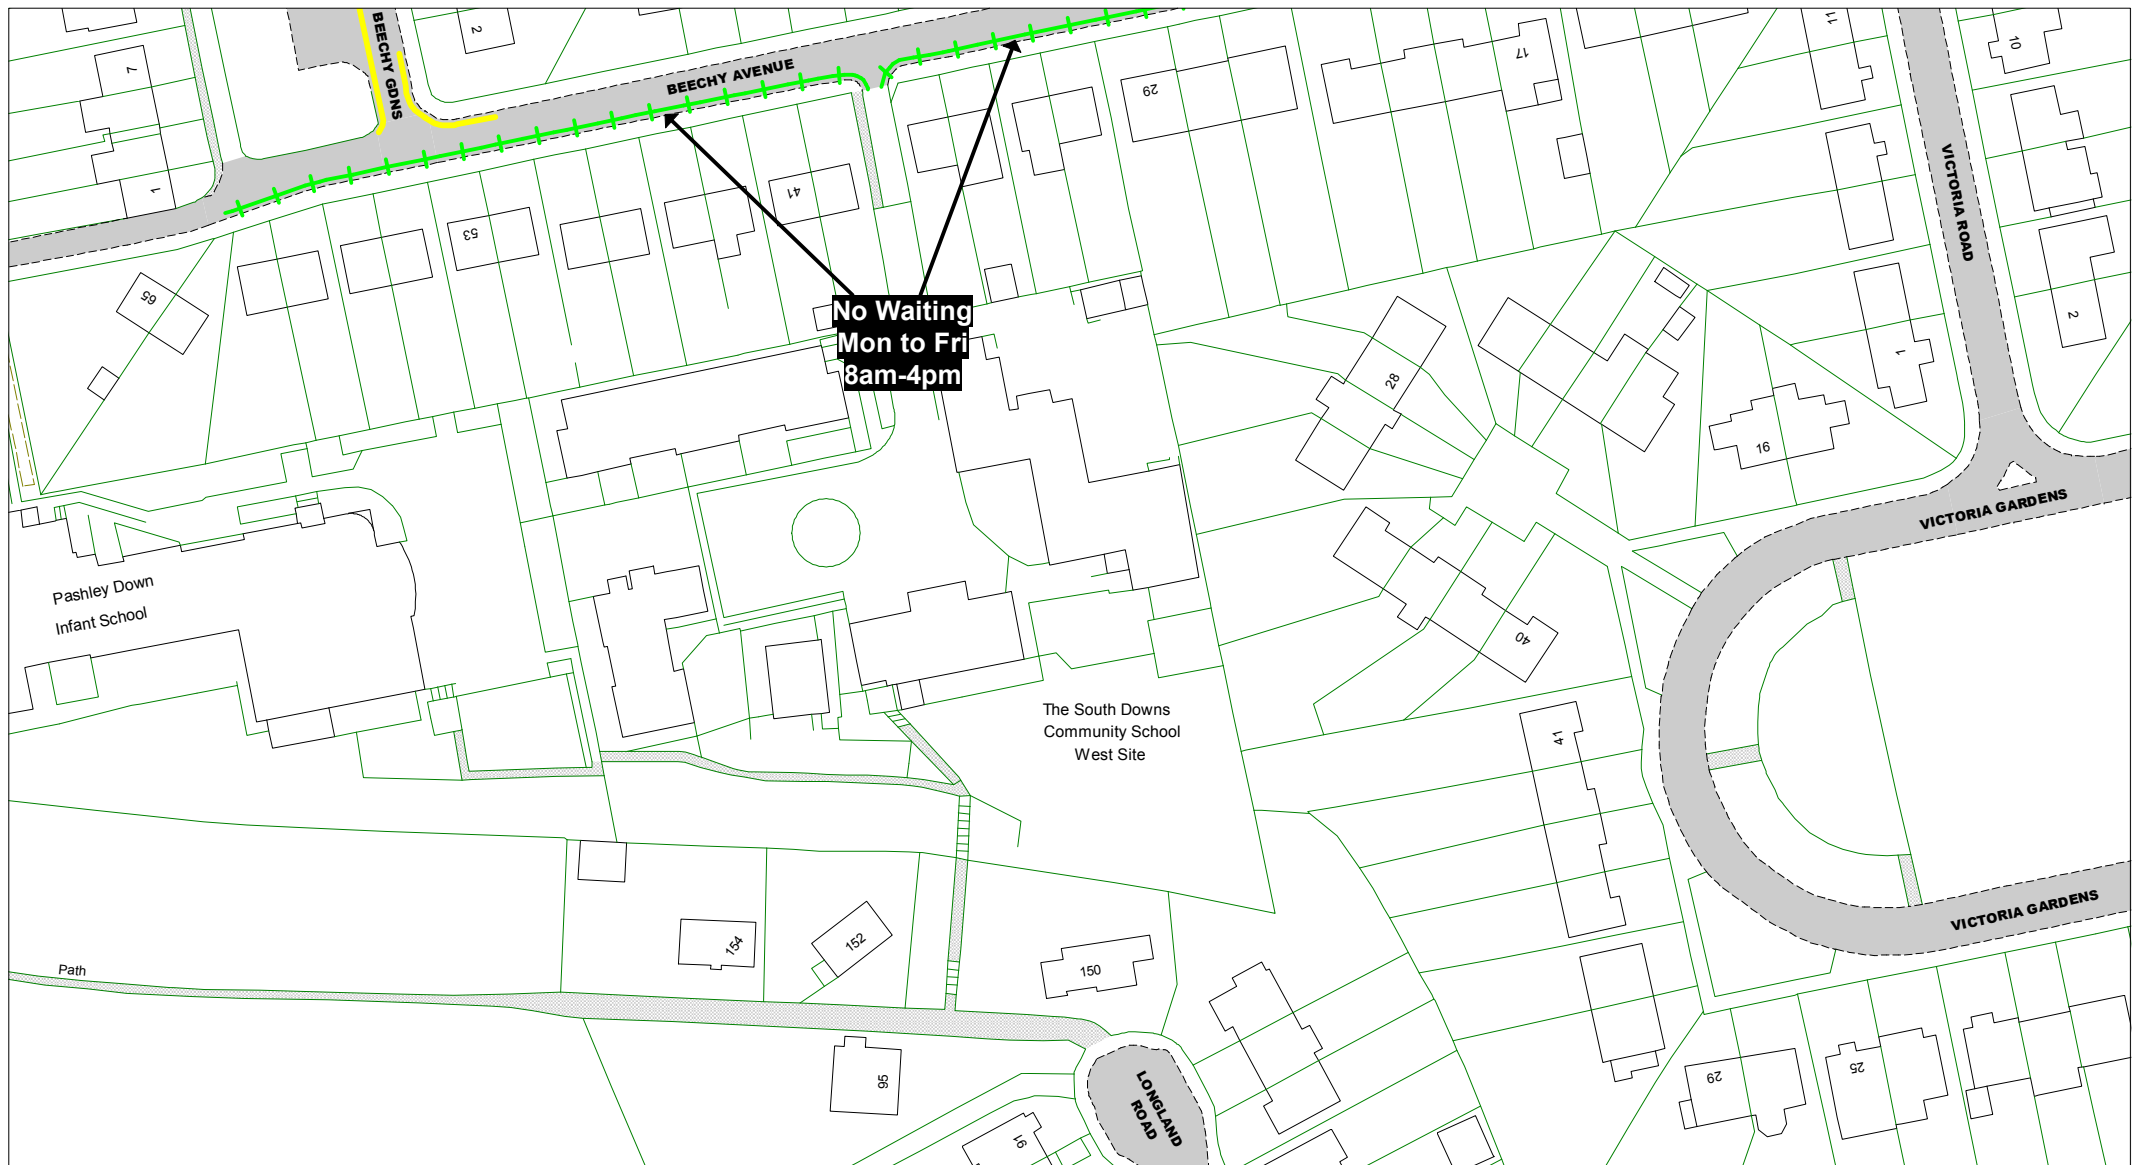 2
BEECHY GDNS
BEECHY AVENUE
7
1
11
10
17
29
41
53
65
VICTORIA ROAD
2
1
No Waiting
Mon to Fri
8am-4pm
28
16
VICTORIA GARDENS
Pashley Down
Infant School
40
The South Downs
Community School
West Site
41
VICTORIA GARDENS
154
152
150
Path
95
LONGLAND
ROAD
91
29
25